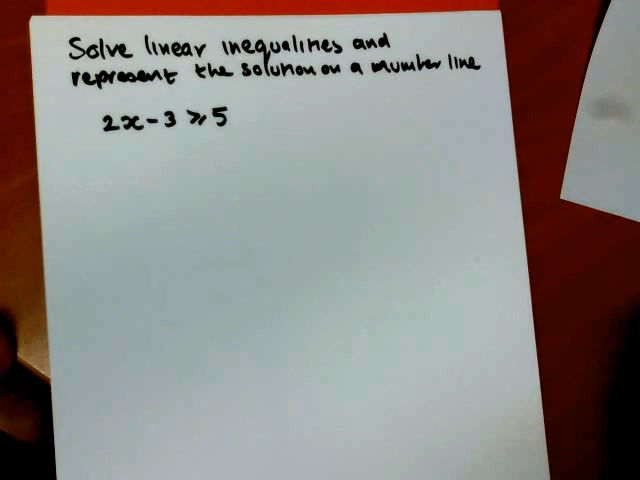 Solve linear inequalities and
represent the solution on a number line
2x - 3 ⩾ 5